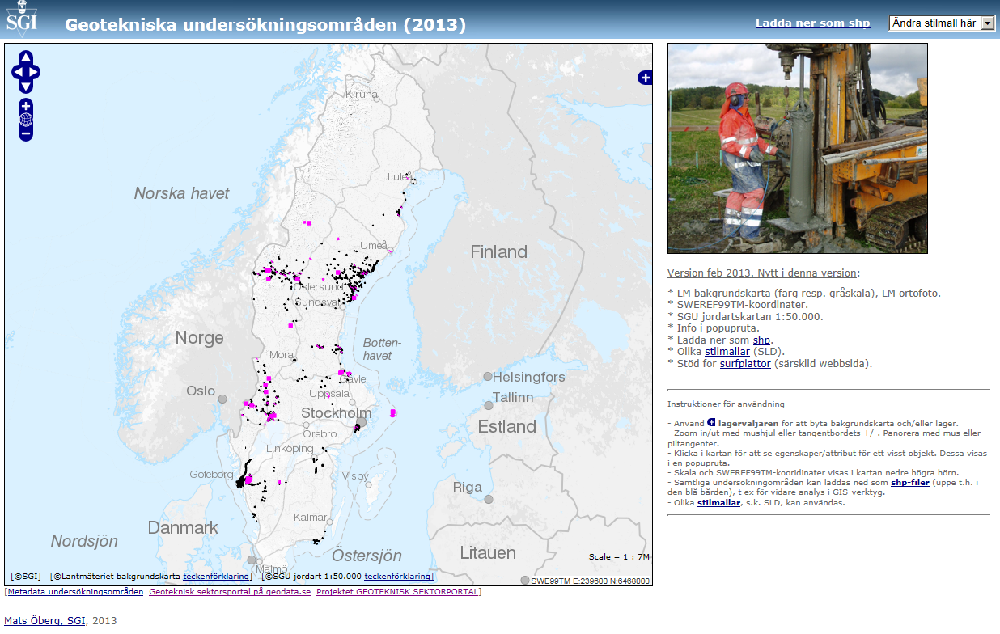 SGI
Geotekniska undersökningsområden (2013)
Ladda ner som shp
Ändra stilmall här
Kiruna
Luleå
Norska havet
Umeå
Finland
Östersund
Sundsvall
Norge
Botten-
havet
Mora
Gävle
Helsingfors
Oslo
Uppsala
Tallinn
Stockholm
Estland
Örebro
Linköping
Göteborg
Visby
Riga
Kalmar
Danmark
Nordsjön
Östersjön
Litauen
Malmö
Scale = 1 : 7M
[©SGI] [©Lantmäteriet bakgrundskarta teckenförklaring] [©SGU jordart 1:50.000 teckenförklaring]
SWE99TM E:239600 N:6468000
[Metadata undersökningsområden Geoteknisk sektorsportal på geodata.se Projektet GEOTEKNISK SEKTORPORTAL]
Mats Öberg, SGI, 2013
Version feb 2013. Nytt i denna version:
* LM bakgrundskarta (färg resp. gråskala), LM ortofoto.
* SWEREF99TM-koordinater.
* SGU jordartskartan 1:50.000.
* Info i popupruta.
* Ladda ner som shp.
* Olika stilmallar (SLD).
* Stöd for surfplattor (särskild webbsida).
Instruktioner för användning
- Använd lagerväljaren för att byta bakgrundskarta och/eller lager.
- Zoom in/ut med mushjul eller tangentbordets +/-. Panorera med mus eller
piltangenter.
- Klicka i kartan för att se egenskaper/attribut för ett visst objekt. Dessa visas
i en popupruta.
- Skala och SWEREF99TM-kooridinater visas i kartan nedre högra hörn.
- Samtliga undersökningområden kan laddas ned som shp-filer (uppe t.h. i
den blå bården), t ex för vidare analys i GIS-verktyg.
- Olika stilmallar, s.k. SLD, kan användas.